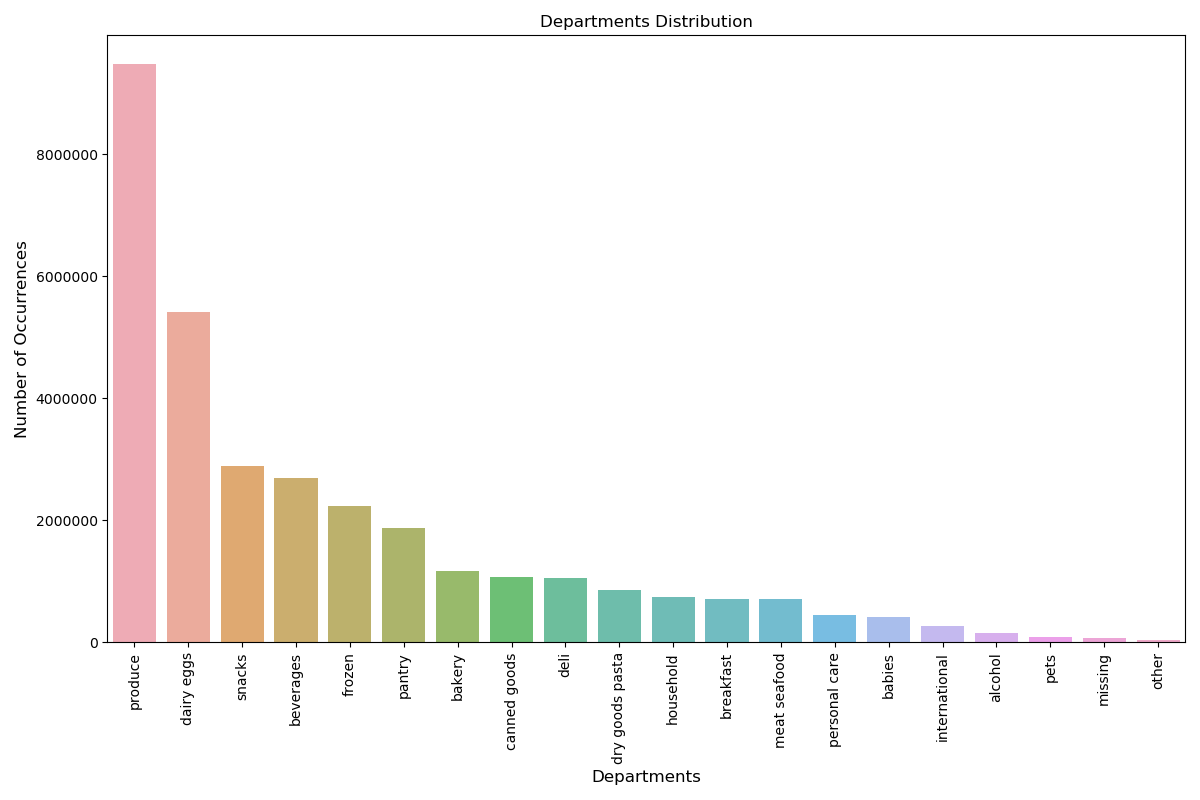 Departments Distribution
Number of Occurrences
8000000
6000000
4000000
2000000
0
produce
dairy eggs
snacks
beverages
frozen
pantry
bakery
canned goods
deli
dry goods pasta
household
breakfast
meat seafood
personal care
babies
international
alcohol
pets
missing
other
Departments